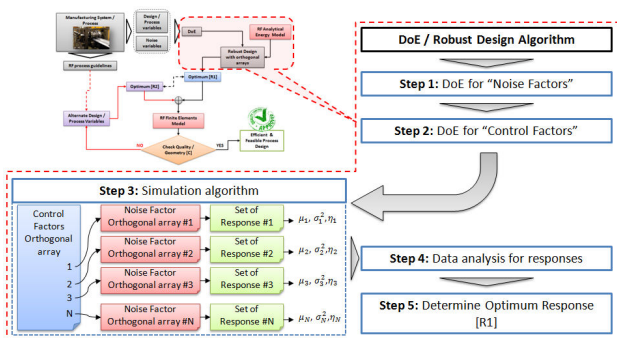 Manufacturing System /
Process
Design /
Process
variables
Noise
variables
DoE
RF Analytical
Energy Model
Robust Design
with orthogonal
arrays
RF process guidelines
Optimum [R1]
Optimum [R2]
Alternate Design /
Process Variables
RF Finite Elements
Model
NO
Check Quality /
Geometry [C]
YES
Efficient &
Feasible Process
Design
APPROVED
DoE / Robust Design Algorithm
Step 1: DoE for “Noise Factors”
Step 2: DoE for “Control Factors”
Step 3: Simulation algorithm
Control
Factors
Orthogonal
array
1
2
3
N
Noise Factor
Orthogonal array #1
Set of
Response #1
μ₁, σ₁²,η₁
Noise Factor
Orthogonal array #2
Set of
Response #2
μ₂, σ₂²,η₂
Noise Factor
Orthogonal array #3
Set of
Response #3
μ₃, σ₃²,η₃
Noise Factor
Orthogonal array #N
Set of
Response #N
μ_N, σ_N²,η_N
Step 4: Data analysis for responses
Step 5: Determine Optimum Response
[R1]